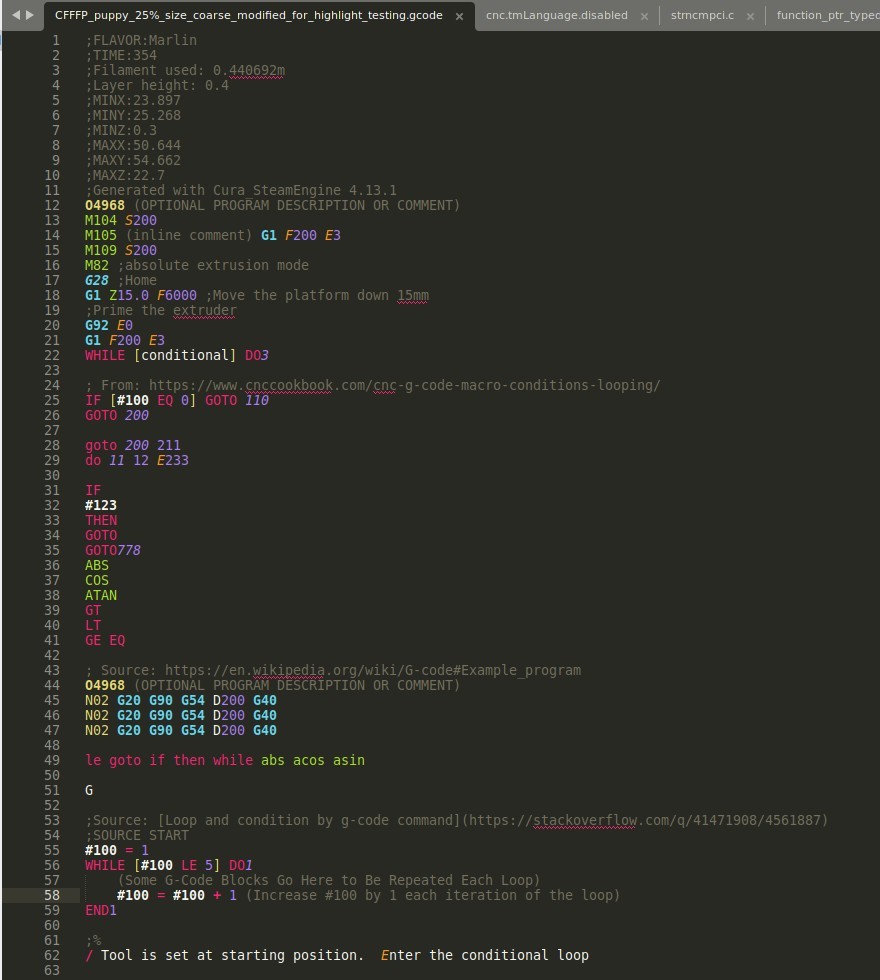 CFFFP_puppy_25%_size_coarse_modified_for_highlight_testing.gcode × cnc.tmLanguage.disabled × stmcmpci.c × function_ptr_typed
1 ;FLAVOR:Marlin
2 ;TIME:354
3 ;Filament used: 0.440692m
4 ;Layer height: 0.4
5 ;MINX:23.897
6 ;MINY:25.268
7 ;MINZ:0.3
8 ;MAXX:50.644
9 ;MAXY:54.662
10 ;MAXZ:22.7
11 ;Generated with Cura_SteamEngine 4.13.1
12 O4968 (OPTIONAL PROGRAM DESCRIPTION OR COMMENT)
13 M104 S200
14 M105 (inline comment) G1 F200 E3
15 M109 S200
16 M82 ;absolute extrusion mode
17 G28 ;Home
18 G1 Z15.0 F6000 ;Move the platform down 15mm
19 ;Prime the extruder
20 G92 E0
21 G1 F200 E3
22 WHILE [conditional] DO3
23
24 ; From: https://www.cnccookbook.com/cnc-g-code-macro-conditions-looping/
25 IF [#100 EQ 0] GOTO 110
26 GOTO 200
27
28 goto 200 211
29 do 11 12 E233
30
31 IF
32 #123
33 THEN
34 GOTO
35 GOTO778
36 ABS
37 COS
38 ATAN
39 GT
40 LT
41 GE EQ
42
43 ; Source: https://en.wikipedia.org/wiki/G-code#Example_program
44 O4968 (OPTIONAL PROGRAM DESCRIPTION OR COMMENT)
45 N02 G20 G90 G54 D200 G40
46 N02 G20 G90 G54 D200 G40
47 N02 G20 G90 G54 D200 G40
48
49 le goto if then while abs acos asin
50
51 G
52
53 ;Source: [Loop and condition by g-code command](https://stackoverflow.com/q/41471908/4561887)
54 ;SOURCE START
55 #100 = 1
56 WHILE [#100 LE 5] DO1
57 (Some G-Code Blocks Go Here to Be Repeated Each Loop)
58 #100 = #100 + 1 (Increase #100 by 1 each iteration of the loop)
59 END1
60
61 ;%
62 / Tool is set at starting position.  Enter the conditional loop
63